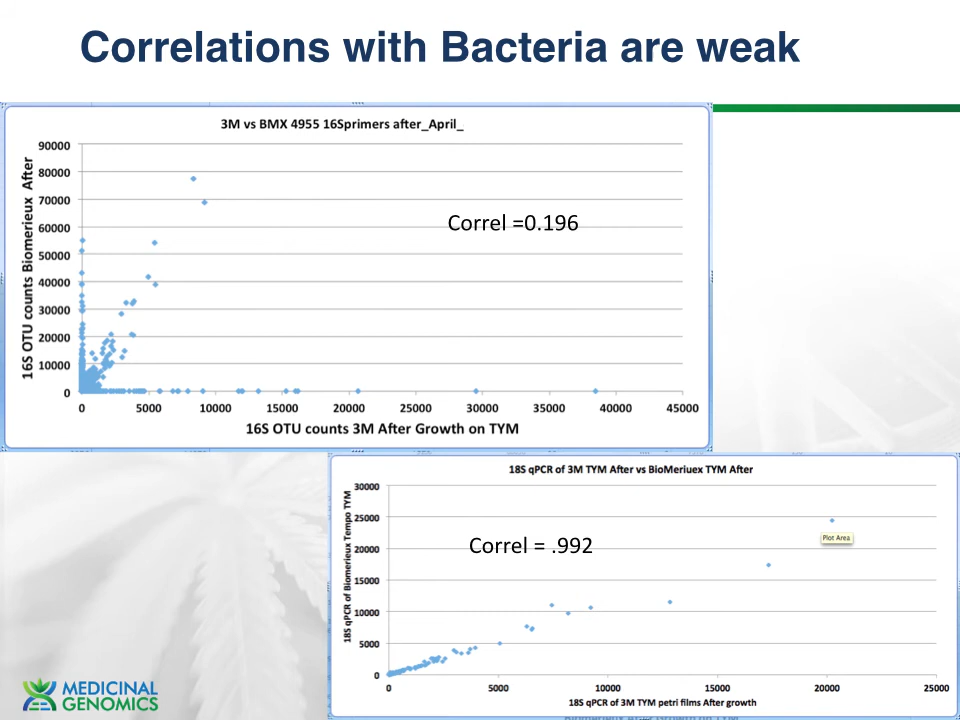 Correlations with Bacteria are weak
3M vs BMX 4955 16Sprimers after_April_
16S OTU counts Biomerieux After
90000
80000
70000
60000
50000
40000
30000
20000
10000
0
Correl =0.196
0 5000 10000 15000 20000 25000 30000 35000 40000 45000
16S OTU counts 3M After Growth on TYM
18S qPCR of 3M TYM After vs BioMeriuex TYM After
18S qPCR of Biomerieux Tempo TYM
30000
25000
20000
15000
10000
5000
0
Correl = .992
Plot Area
0 5000 10000 15000 20000 25000
18S qPCR of 3M TYM petri films After growth
MEDICINAL
GENOMICS